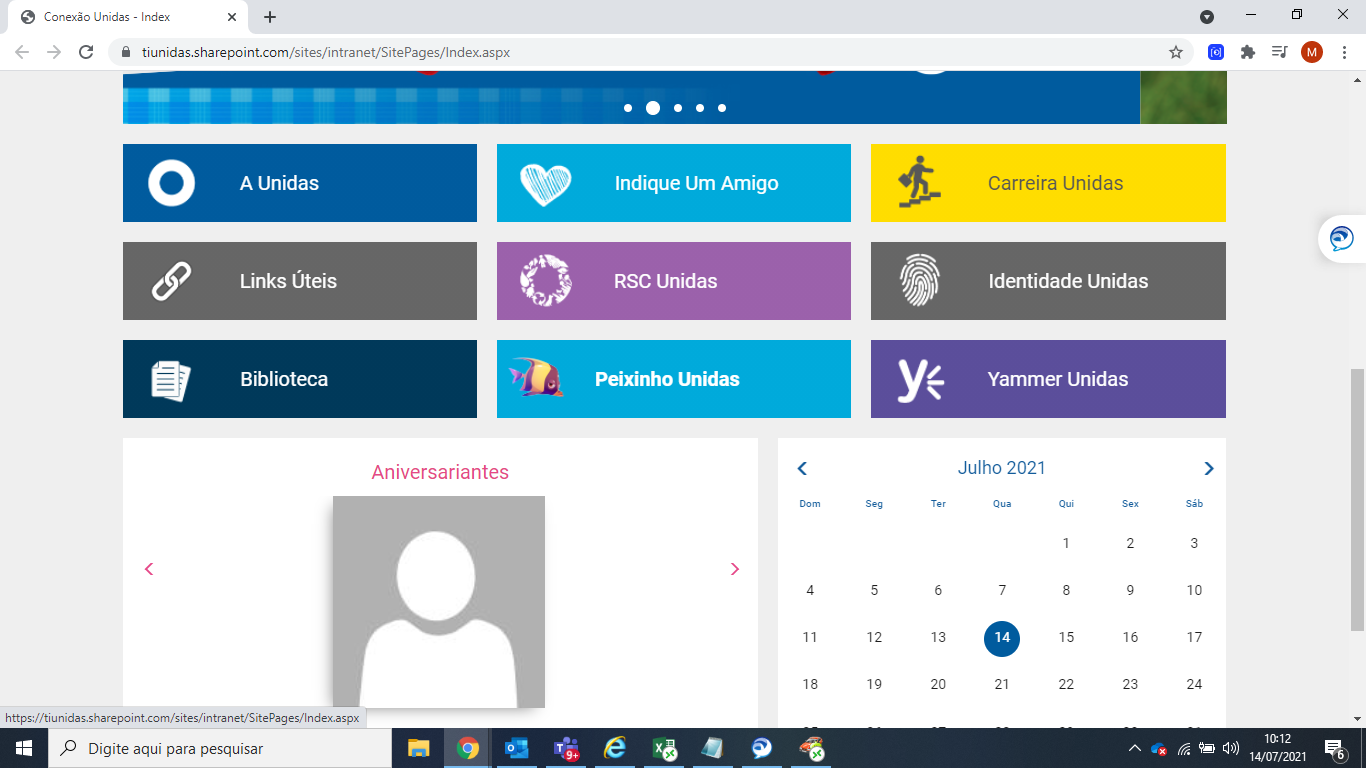 Conexão Unidas - Index
tiunidas.sharepoint.com/sites/intranet/SitePages/Index.aspx
M
A Unidas
Indique Um Amigo
Carreira Unidas
Links Úteis
RSC Unidas
Identidade Unidas
Biblioteca
Peixinho Unidas
Yammer Unidas
Aniversariantes
Julho 2021
Dom Seg Ter Qua Qui Sex Sáb
1 2 3
4 5 6 7 8 9 10
11 12 13 14 15 16 17
18 19 20 21 22 23 24
https://tiunidas.sharepoint.com/sites/intranet/SitePages/Index.aspx
Digite aqui para pesquisar
9+
10:12
14/07/2021
6